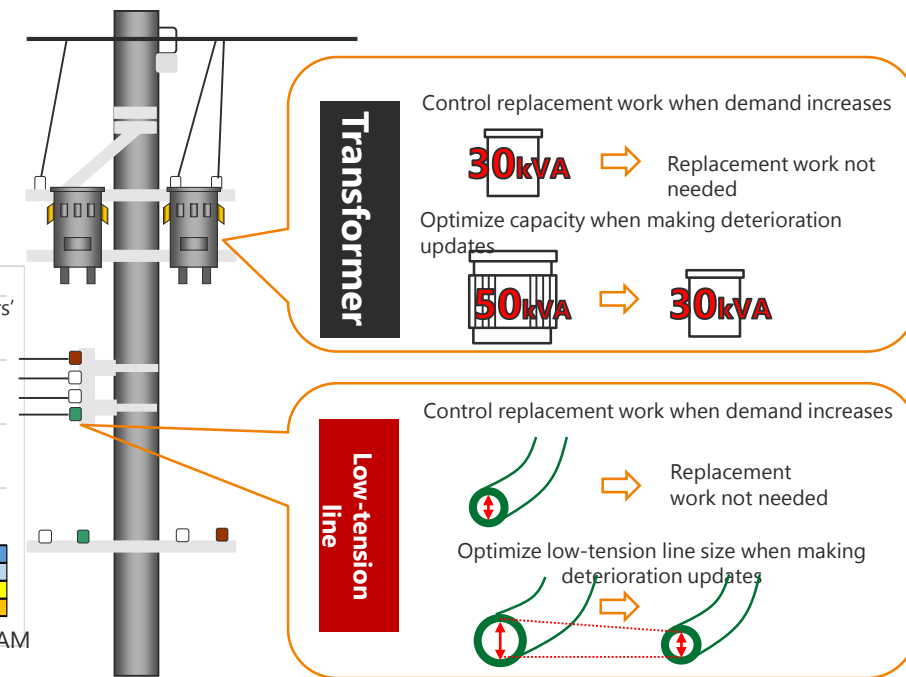 Transformer
Control replacement work when demand increases
30kVA
Replacement work not
needed
Optimize capacity when making deterioration
updates
50kVA
30kVA
Low-tension
line
Control replacement work when demand increases
Replacement
work not needed
Optimize low-tension line size when making
deterioration updates
rs’
AM